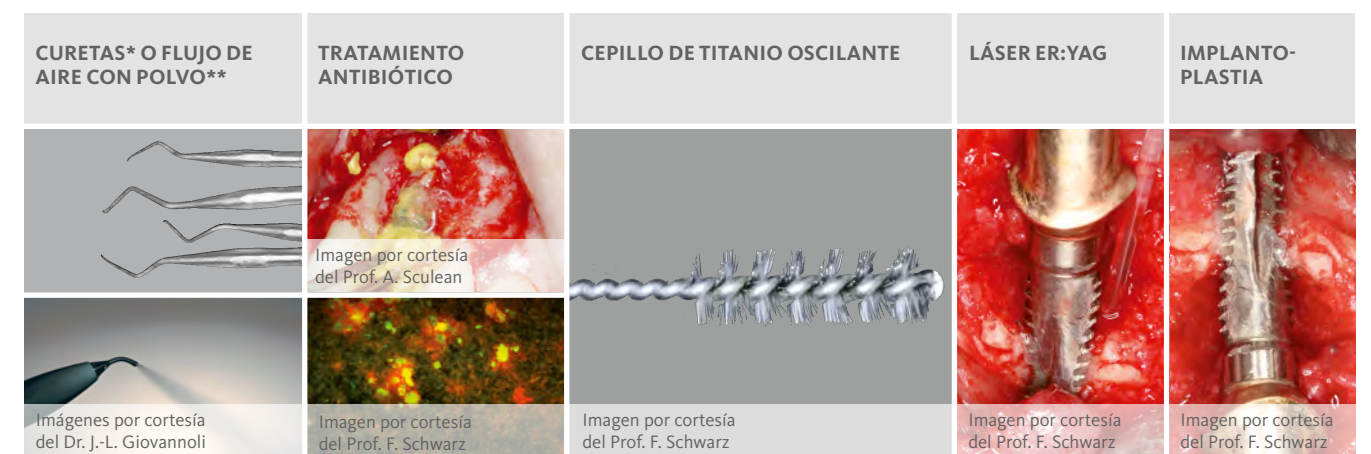 CURETAS* O FLUJO DE
AIRE CON POLVO**
Imágenes por cortesía
del Dr. J.-L. Giovannoli
TRATAMIENTO
ANTIBIÓTICO
Imagen por cortesía
del Prof. A. Sculean
Imagen por cortesía
del Prof. F. Schwarz
CEPILLO DE TITANIO OSCILANTE
Imagen por cortesía
del Prof. F. Schwarz
LÁSER ER:YAG
Imagen por cortesía
del Prof. F. Schwarz
IMPLANTO-
PLASTIA
Imagen por cortesía
del Prof. F. Schwarz